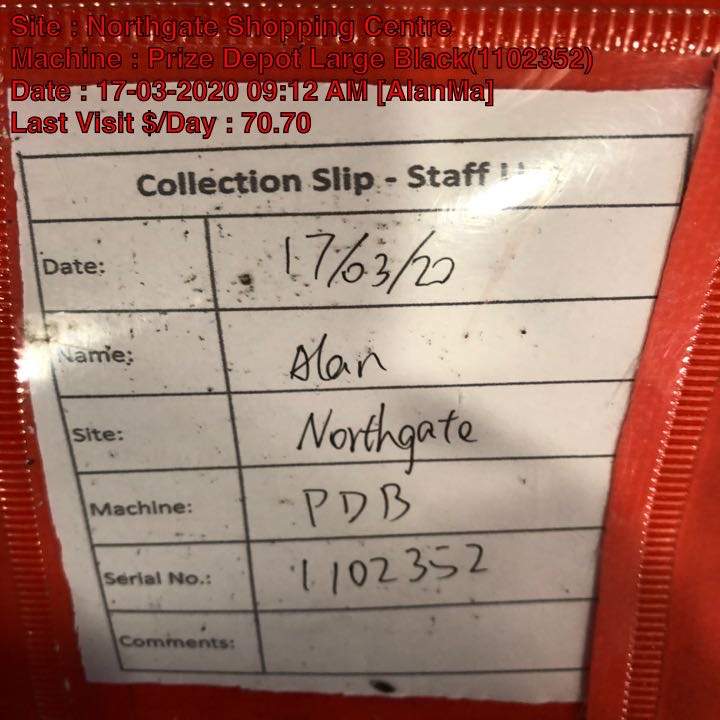 Site : Northgate Shopping Centre
Machine : Prize Depot Large Black(1102352)
Date : 17-03-2020 09:12 AM [AlanMa]
Last Visit $/Day : 70.70
Collection Slip - Staff
Date: 17/03/20
Name: Alan
Site: Northgate
Machine: PDB
Serial No.: 1102352
Comments: